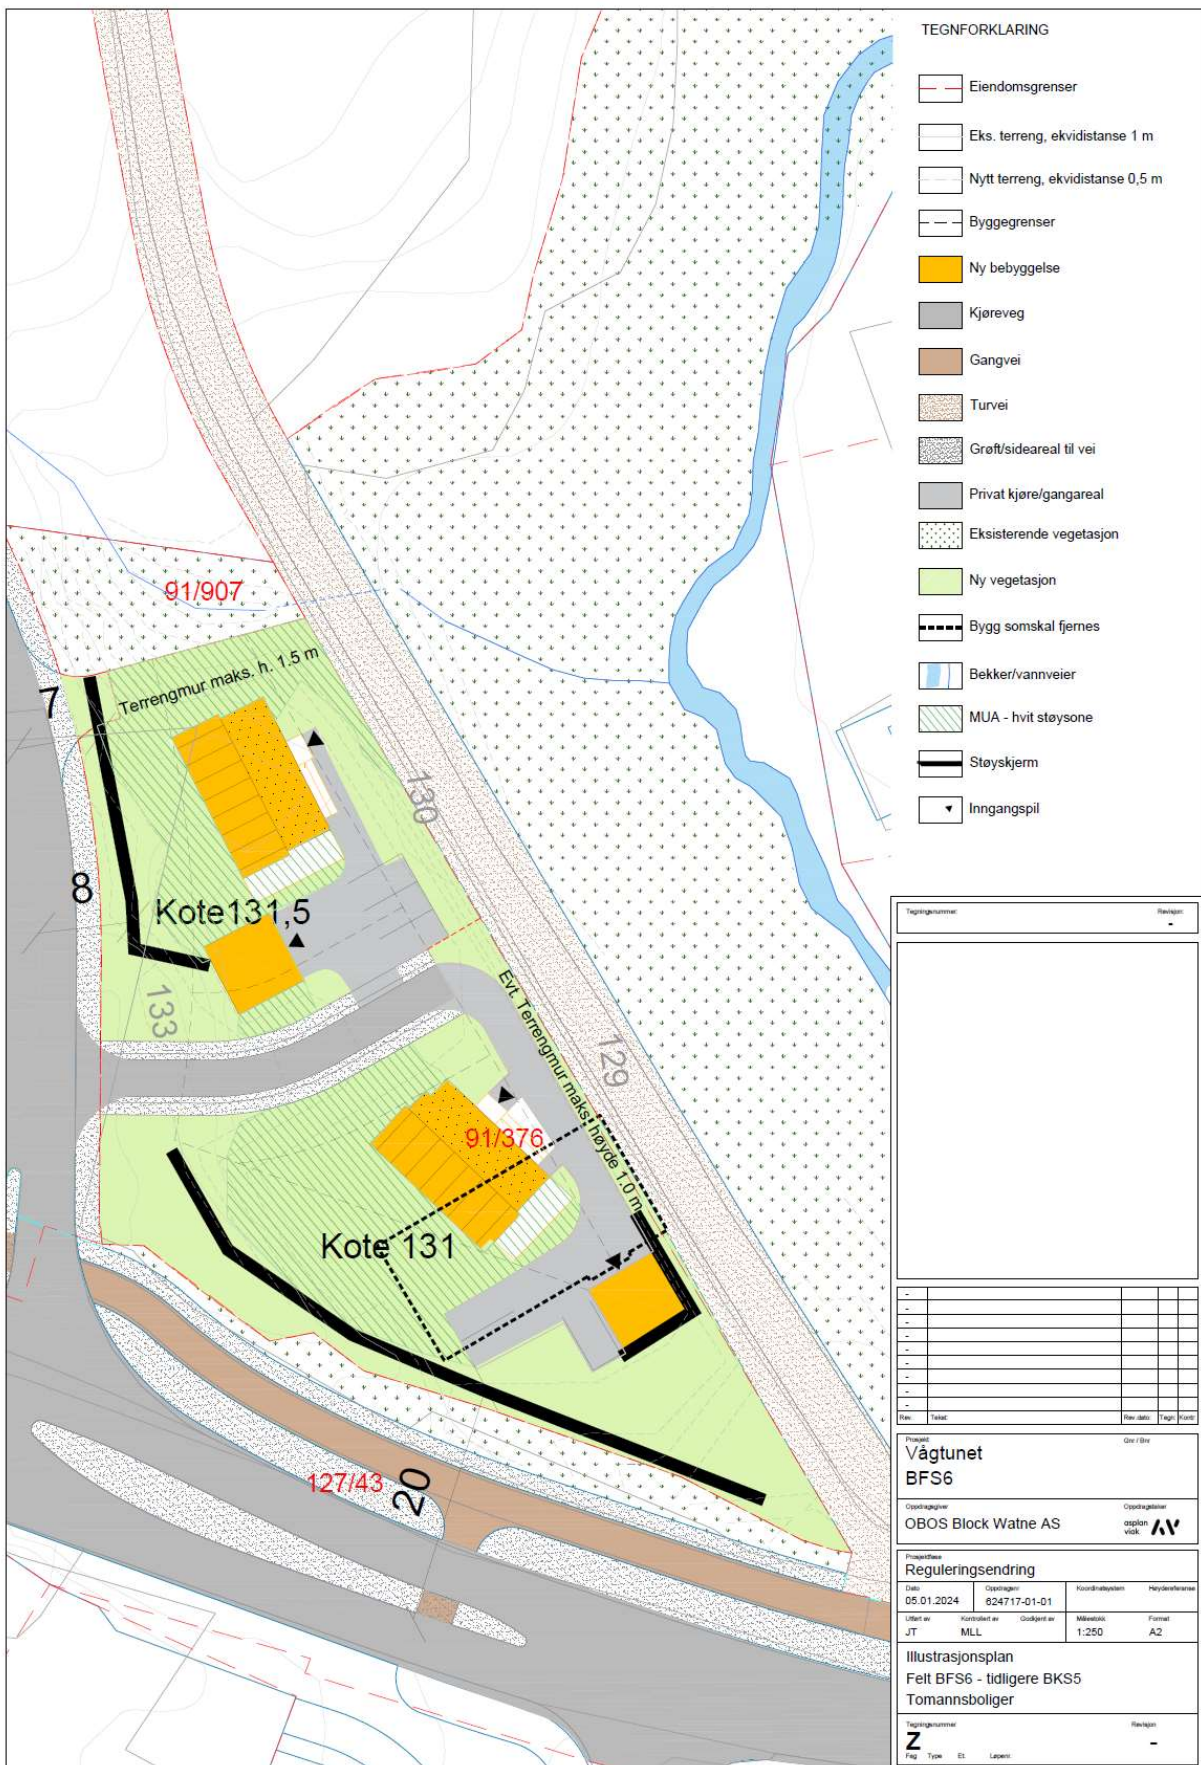 TEGNFORKLARING
Eiendomsgrenser
Eks. terreng, ekvidistanse 1 m
Nytt terreng, ekvidistanse 0,5 m
Byggegrenser
Ny bebyggelse
Kjøreveg
Gangvei
Turvei
Grøft/sideareal til vei
Privat kjøre/gangareal
Eksisterende vegetasjon
Ny vegetasjon
Bygg somskal fjernes
Bekker/vannveier
MUA - hvit støysone
Støyskjerm
Inngangspil
91/907
7
Terrengmur maks. h. 1.5 m
130
8
Kote131,5
133
Evt. Terrengmur maks. høyde 1.0 m
129
91/376
Kote 131
127/43
20
Tegningsnummer: Revisjon:
-
-
-
-
-
-
-
-
-
-
Rev. Tekst: Rev.dato: Tegn: Kontr:
Prosjekt Gnr / Bnr
Vågtunet
BFS6
Oppdragsgiver Oppdragstaker
OBOS Block Watne AS asplan viak
Prosjektfase
Reguleringsendring
Dato Oppdragsnr Koordinatsystem Høydereferanse
05.01.2024 624717-01-01
Utført av Kontrollert av Godkjent av Målestokk Format
JT MLL 1:250 A2
Illustrasjonsplan
Felt BFS6 - tidligere BKS5
Tomannsboliger
Tegningsnummer Revisjon
Z -
Fag Type Et. Løpenr.